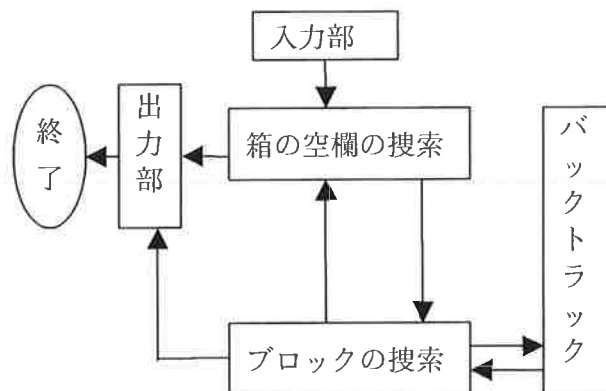 入力部
箱の空欄の捜索
出力部
終了
バックトラック
ブロックの捜索